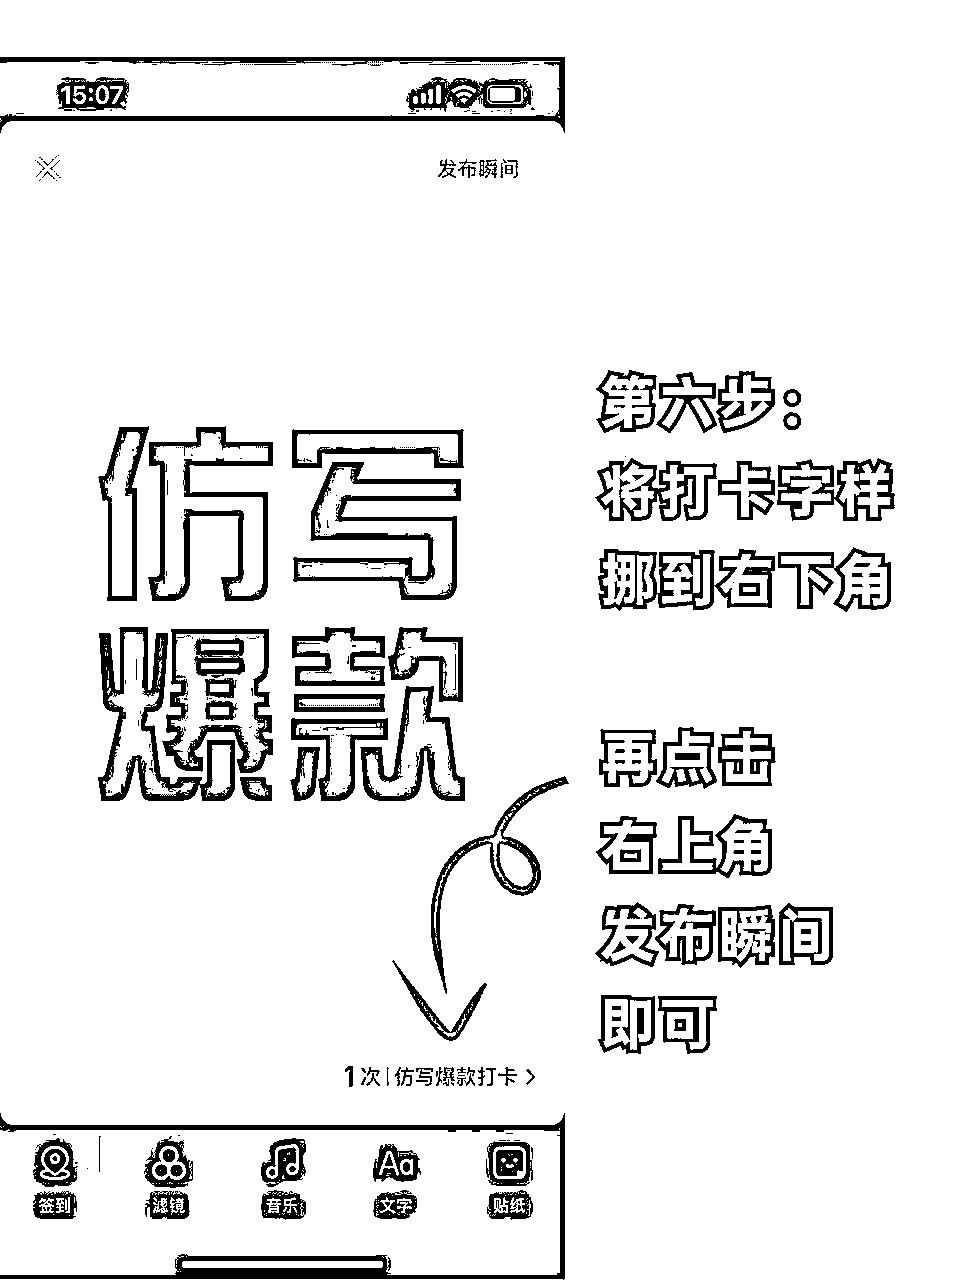 15:07
发布瞬间
仿写
爆款
1次|仿写爆款打卡>
签到 滤镜 音乐 文字 贴纸
Aa
第六步：
将打卡字样
挪到右下角
再点击
右上角
发布瞬间
即可